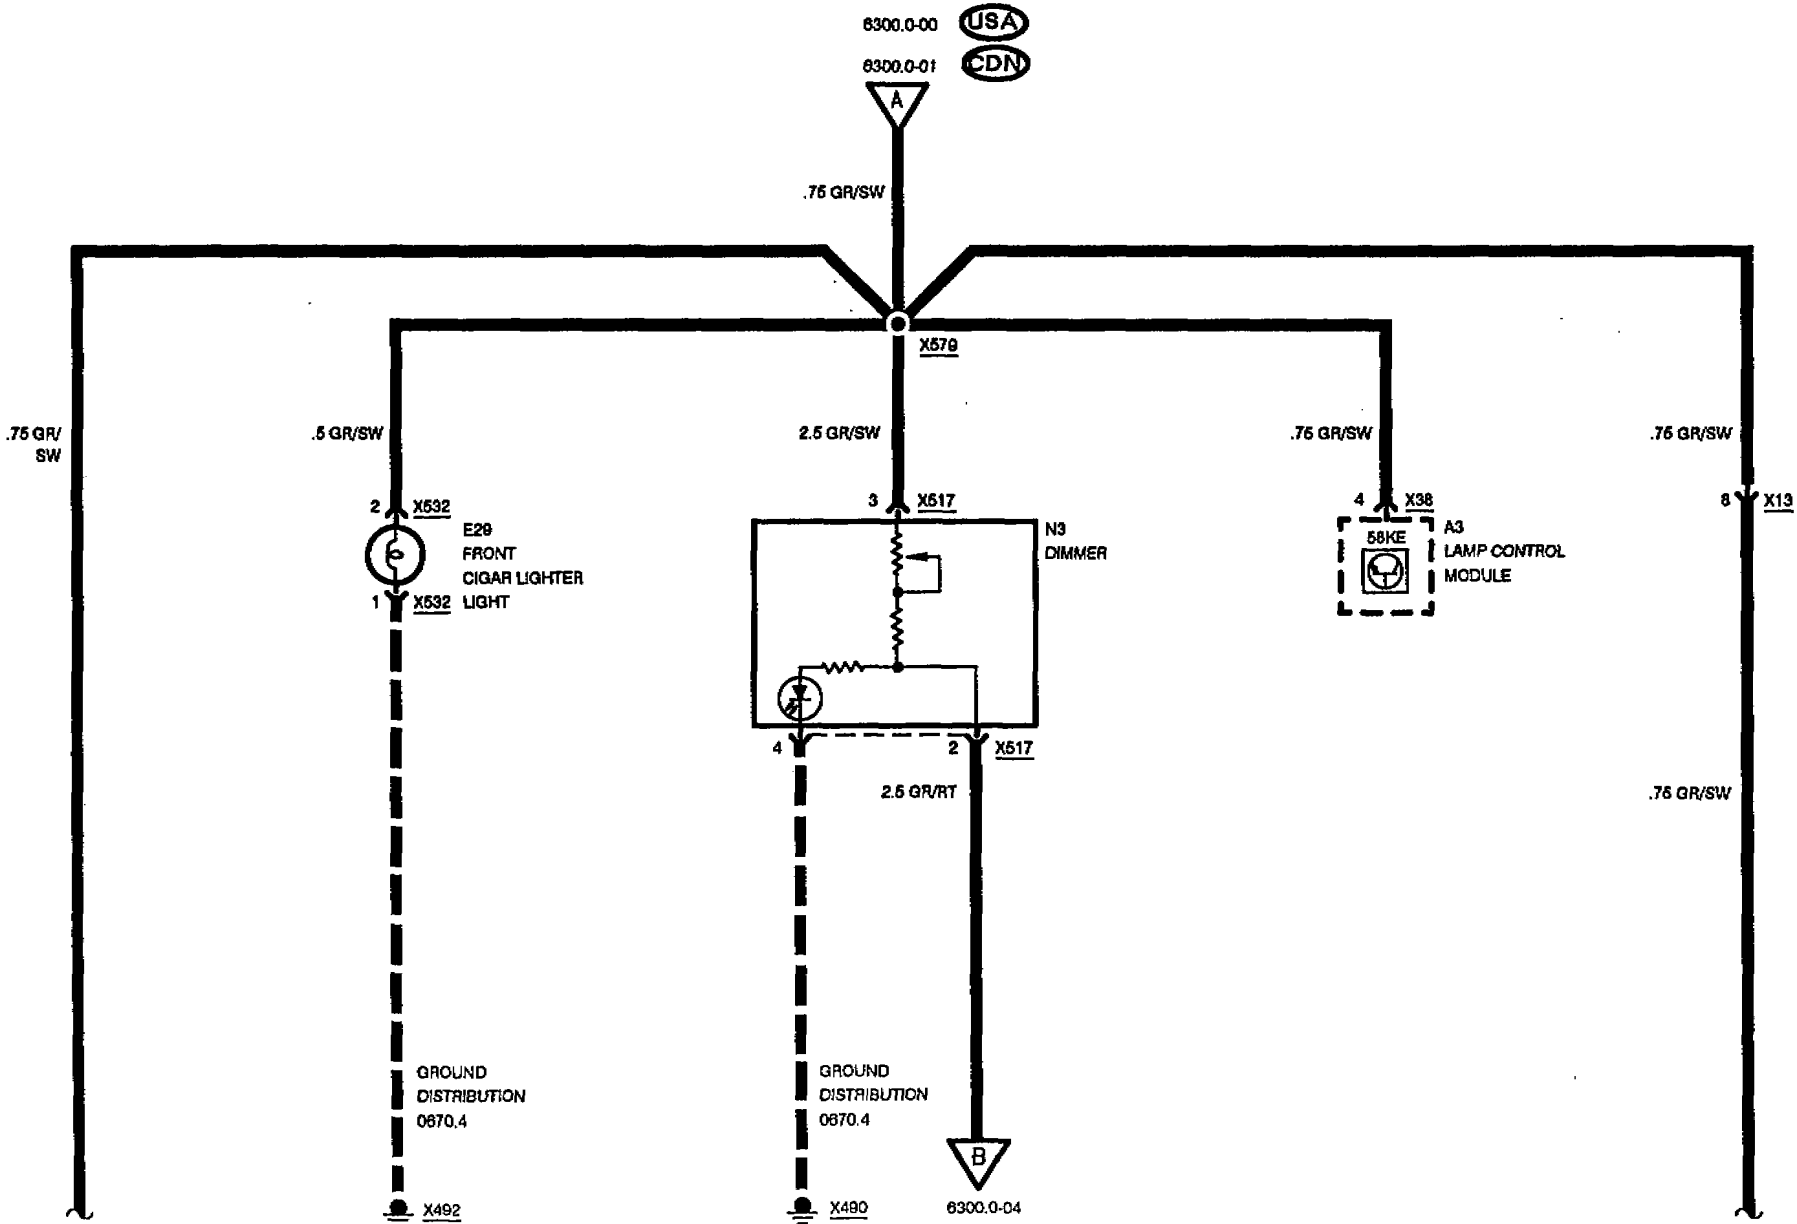 6300.0-00 USA
6300.0-01 CDN
A
.75 GR/SW
X579
.75 GR/
SW
.5 GR/SW
2.5 GR/SW
.75 GR/SW
.75 GR/SW
2 X532
3 X517
4 X38
8 X13
E29
FRONT
CIGAR LIGHTER
LIGHT
1 X532
N3
DIMMER
58KE
A3
LAMP CONTROL
MODULE
4
2 X517
2.5 GR/RT
.75 GR/SW
GROUND
DISTRIBUTION
0670.4
GROUND
DISTRIBUTION
0670.4
B
X492
X490
6300.0-04